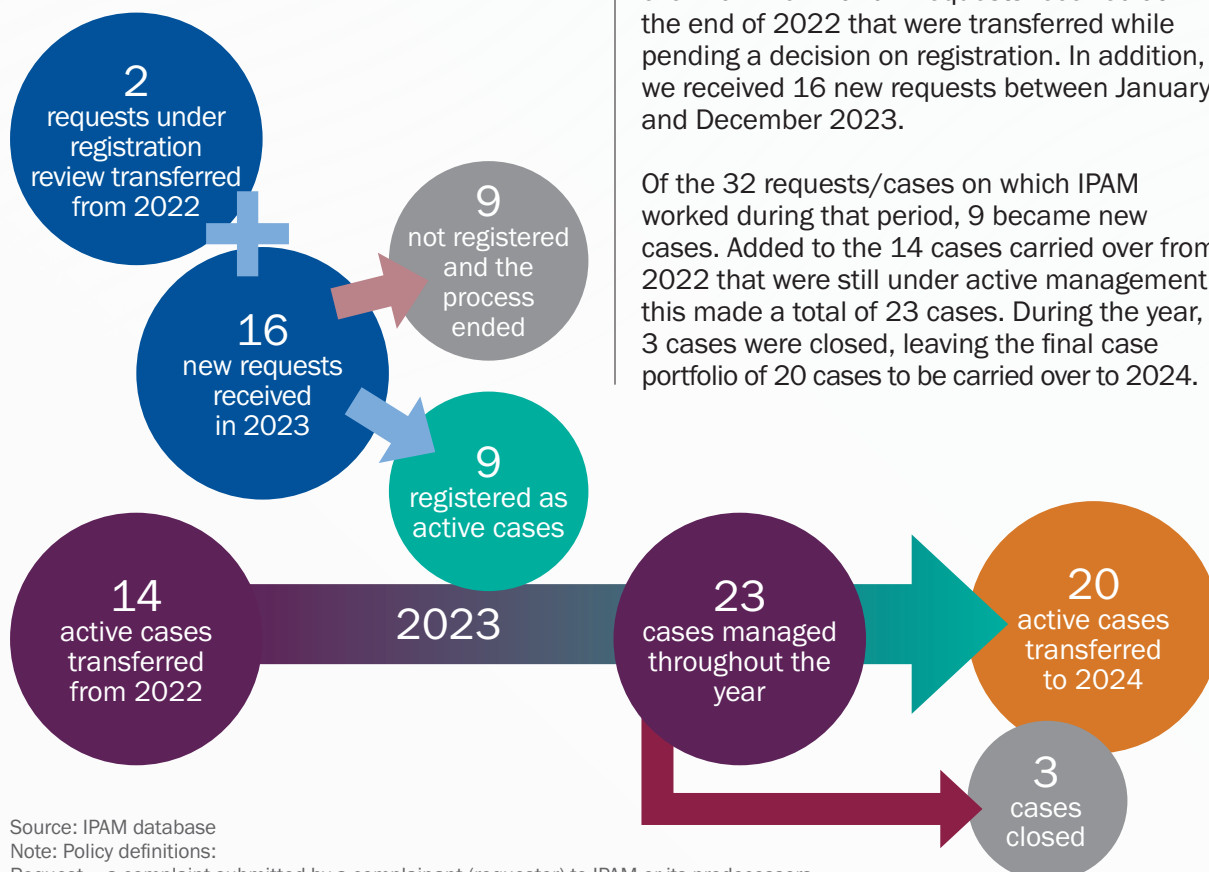 2
requests under
registration
review transferred
from 2022
16
new requests
received
in 2023
9
not registered
and the
process
ended
9
registered as
active cases
14
active cases
transferred
from 2022
2023
23
cases managed
throughout the
year
20
active cases
transferred
to 2024
3
cases
closed
the end of 2022 that were transferred while
pending a decision on registration. In addition,
we received 16 new requests between January
and December 2023.
Of the 32 requests/cases on which IPAM
worked during that period, 9 became new
cases. Added to the 14 cases carried over from
2022 that were still under active management
this made a total of 23 cases. During the year,
3 cases were closed, leaving the final case
portfolio of 20 cases to be carried over to 2024.
Source: IPAM database
Note: Policy definitions: